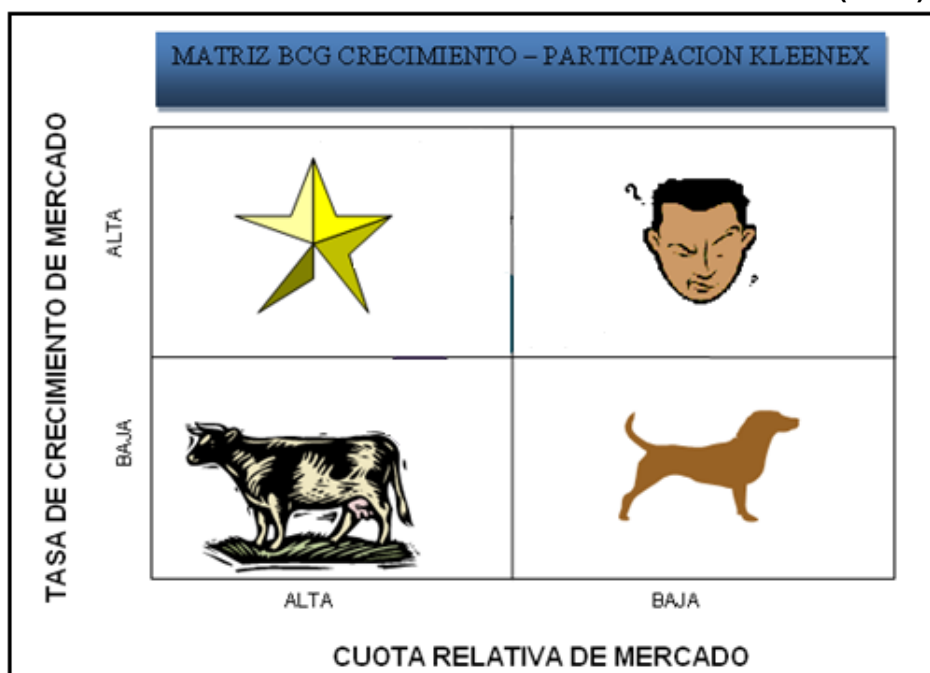 MATRIZ BCG CRECIMIENTO – PARTICIPACION KLEENEX
TASA DE CRECIMIENTO DE MERCADO
ALTA
?
?
BAJA
ALTA
BAJA
CUOTA RELATIVA DE MERCADO